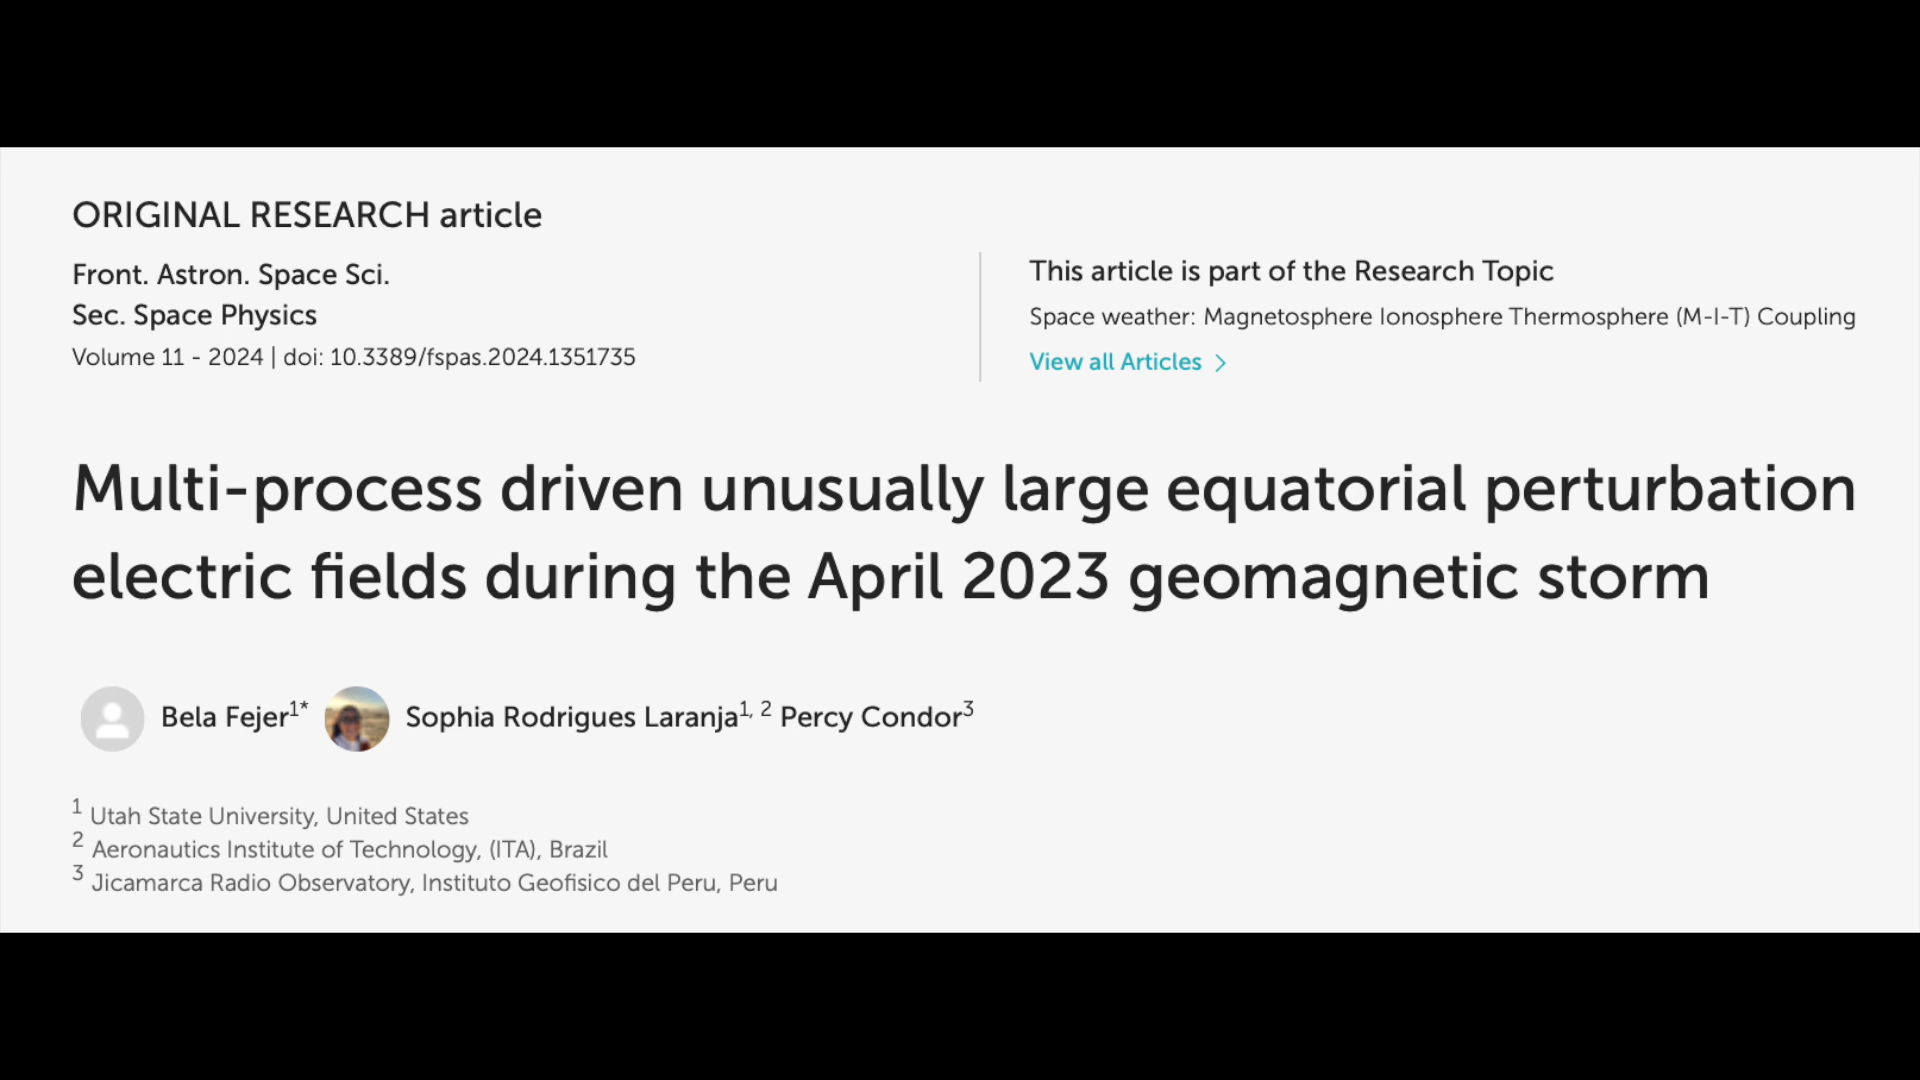 ORIGINAL RESEARCH article
Front. Astron. Space Sci.
Sec. Space Physics
Volume 11 - 2024 | doi: 10.3389/fspas.2024.1351735
This article is part of the Research Topic
Space weather: Magnetosphere Ionosphere Thermosphere (M-I-T) Coupling
View all Articles >
Multi-process driven unusually large equatorial perturbation
electric fields during the April 2023 geomagnetic storm
Bela Fejer1* Sophia Rodrigues Laranja1, 2 Percy Condor3
1 Utah State University, United States
2 Aeronautics Institute of Technology, (ITA), Brazil
3 Jicamarca Radio Observatory, Instituto Geofisico del Peru, Peru